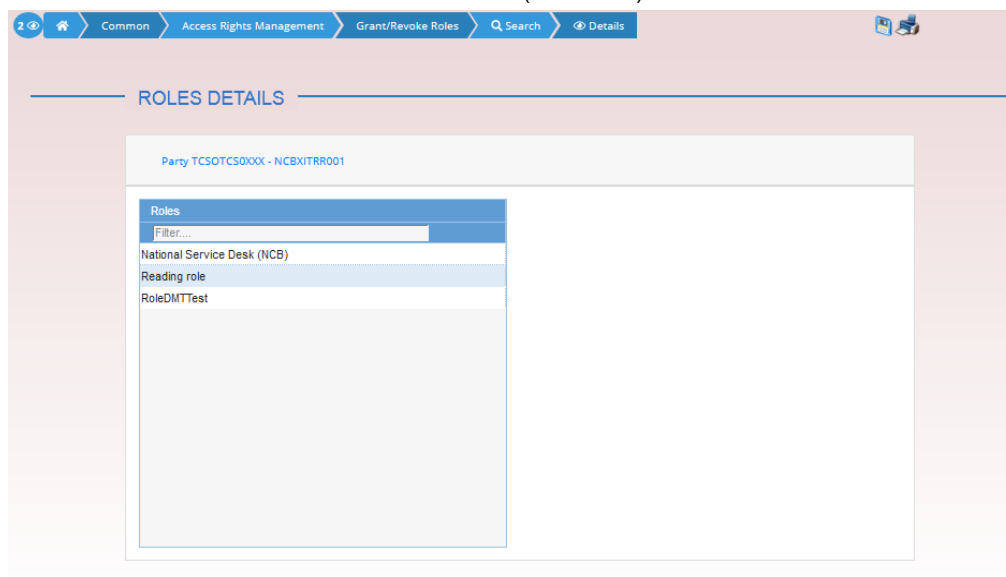 2 Common Access Rights Management Grant/Revoke Roles Search Details
ROLES DETAILS
Party TCSOTCS0XXX - NCBXITRR001
Roles
Filter....
National Service Desk (NCB)
Reading role
RoleDMTTest